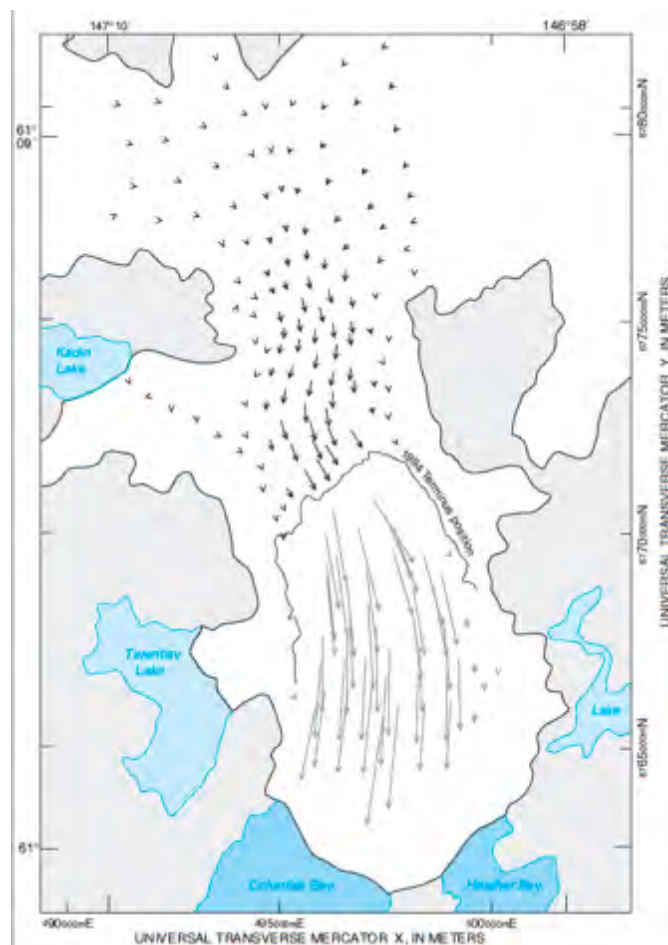 147°10'
146°58'
61°
09'
6780000mN
Kadin
Lake
6775000mN
UNIVERSAL TRANSVERSE MERCATOR Y, IN METERS
1984 Terminus position
6770000mN
Terentiev
Lake
Lake
6765000mN
61°
Columbia Bay
Heather Bay
490000mE
495000mE
500000mE
UNIVERSAL TRANSVERSE MERCATOR X, IN METERS